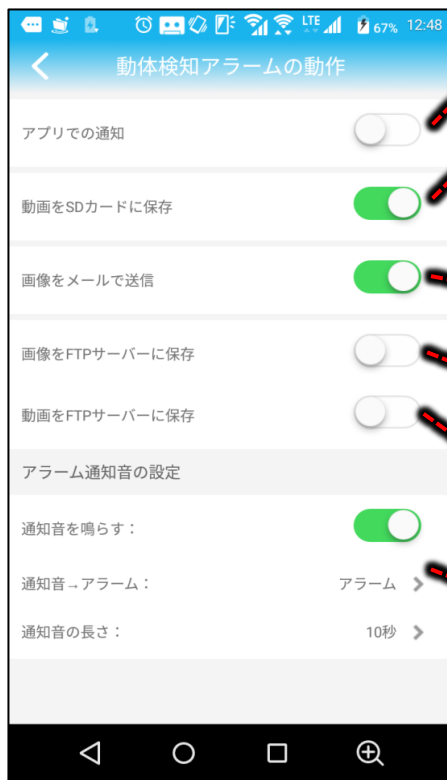 LTE 67% 12:48
動体検知アラームの動作
アプリでの通知
動画をSDカードに保存
画像をメールで送信
画像をFTPサーバーに保存
動画をFTPサーバーに保存
アラーム通知音の設定
通知音を鳴らす：
通知音→アラーム： アラーム
通知音の長さ： 10秒